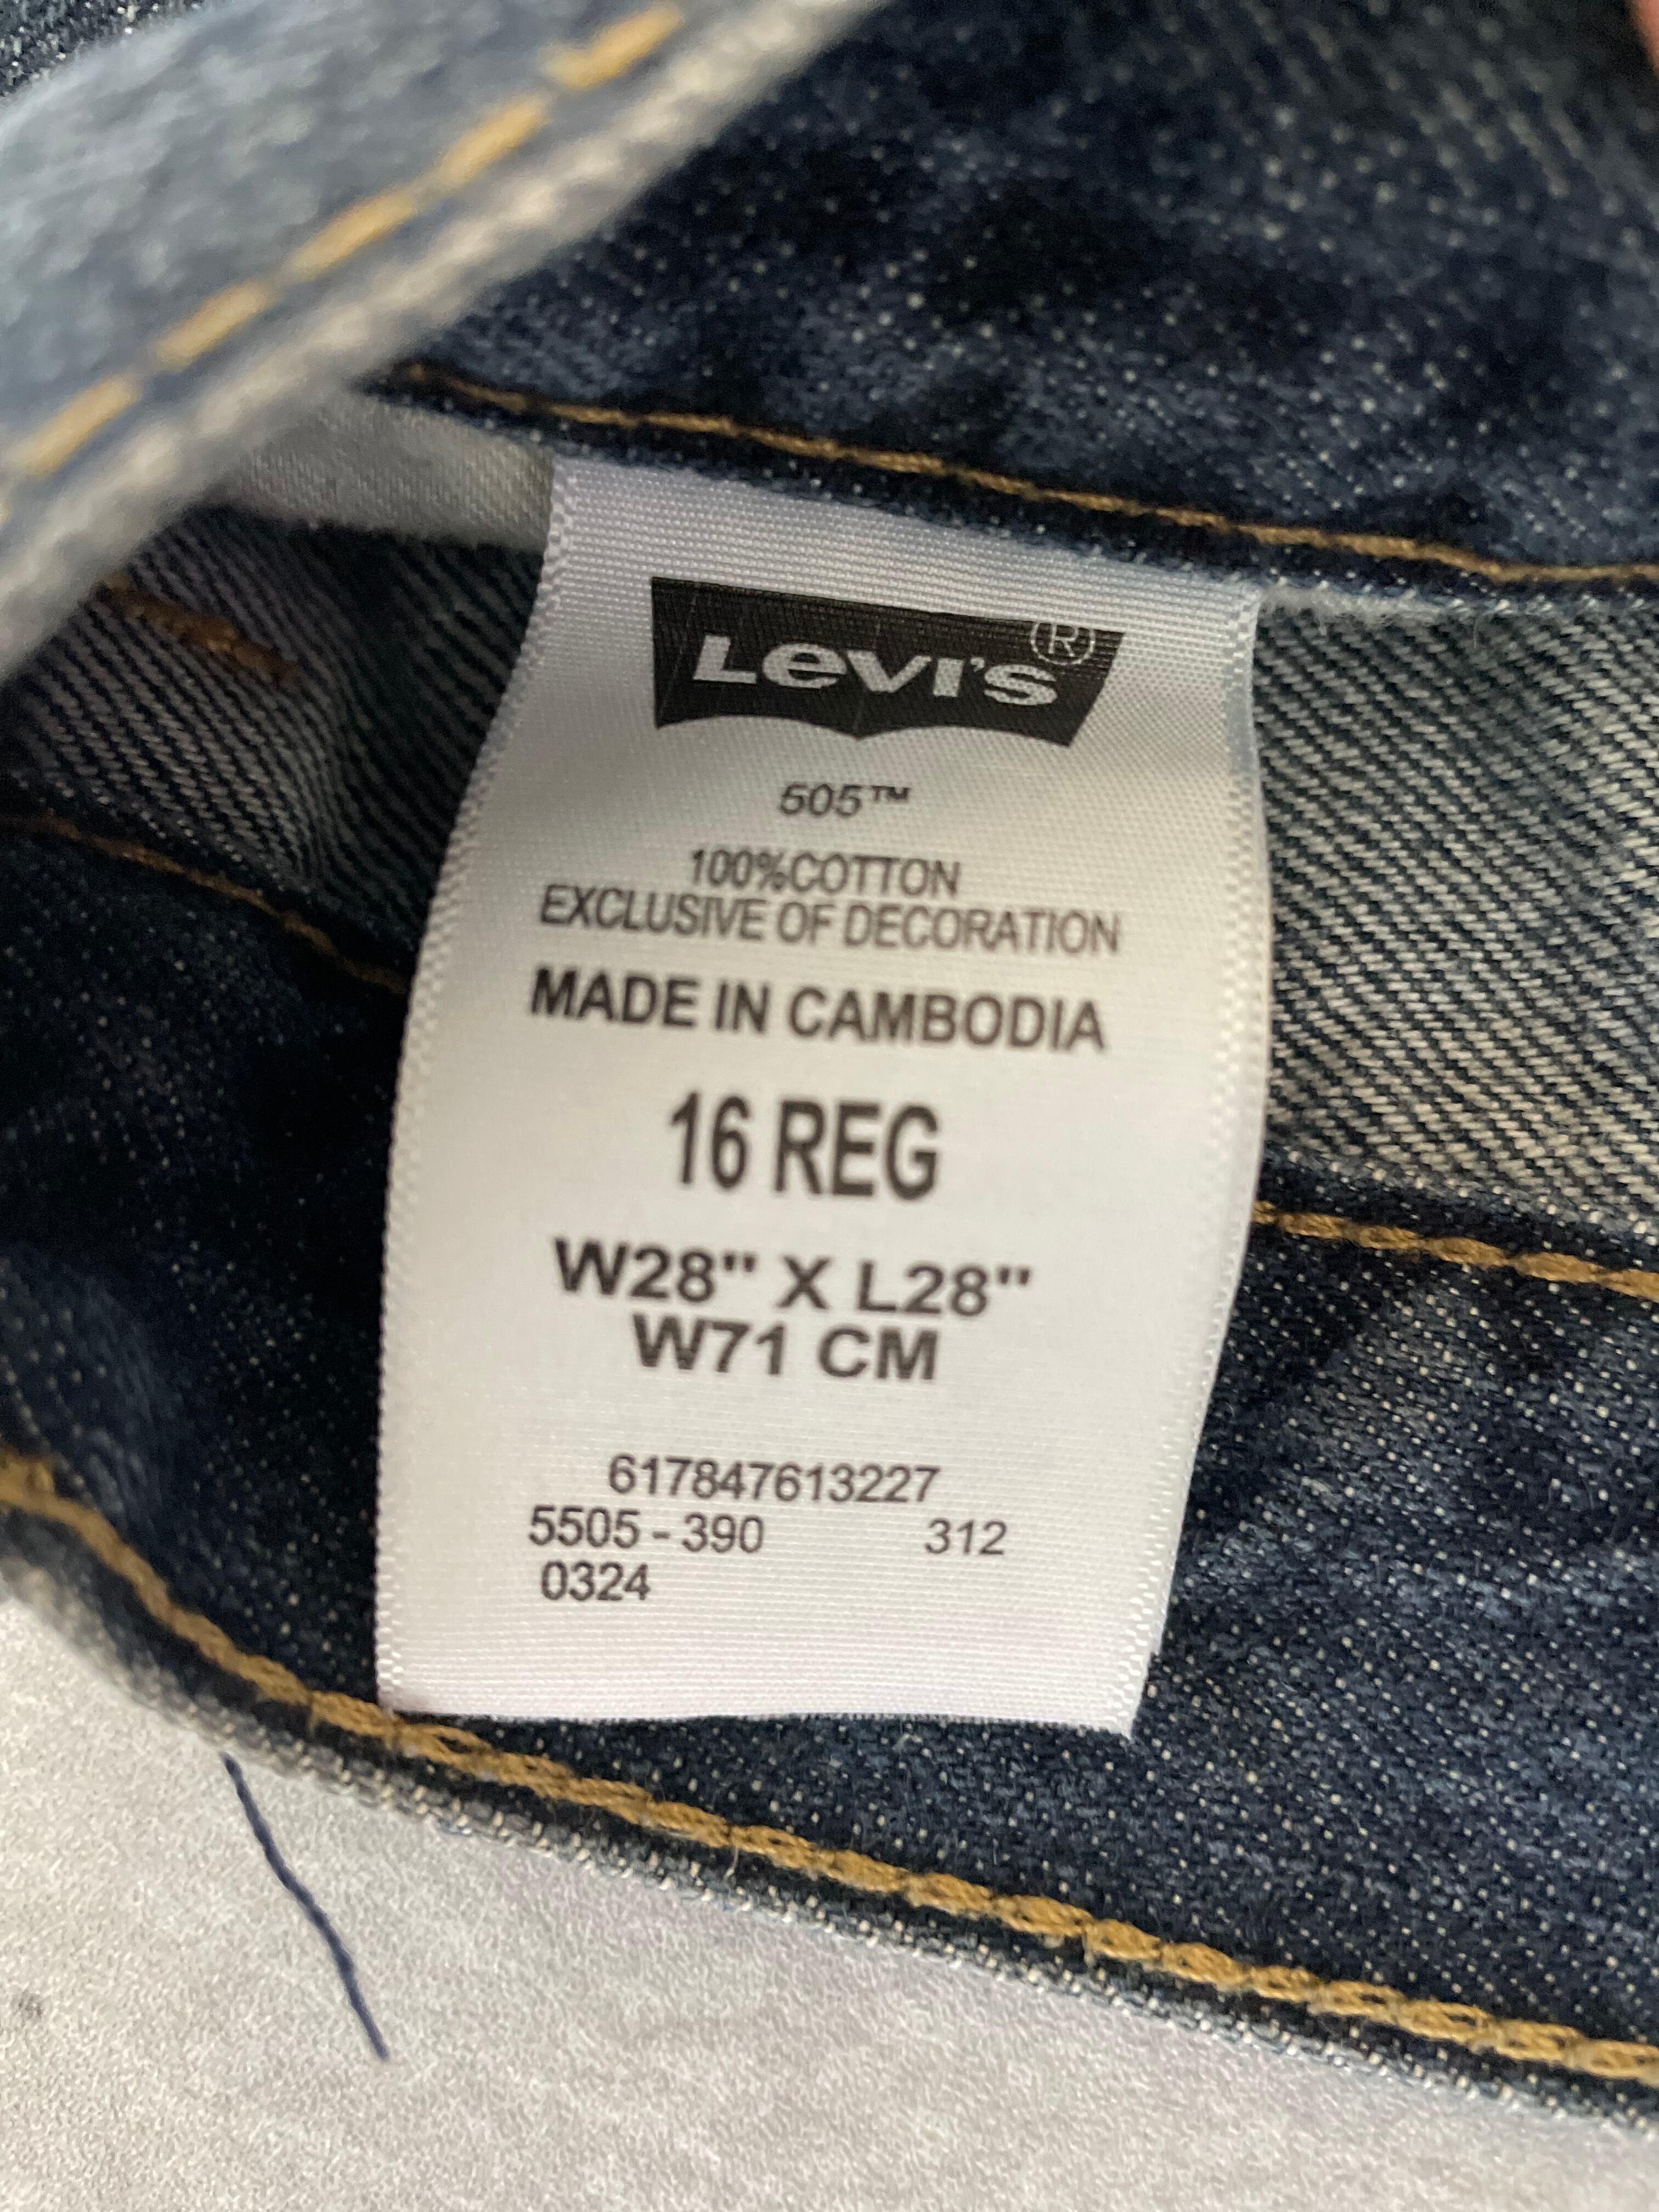 Levi's®
505™
100%COTTON
EXCLUSIVE OF DECORATION
MADE IN CAMBODIA
16 REG
W28" X L28"
W71 CM
617847613227
5505 - 390 312
0324